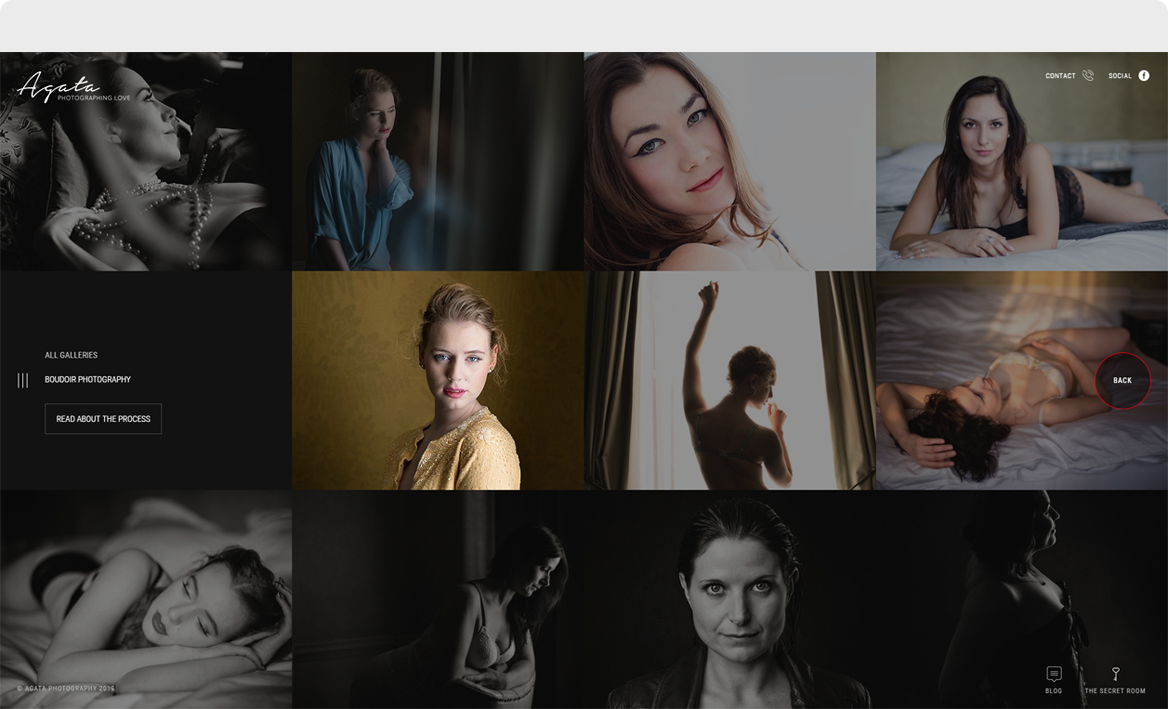 Agata
PHOTOGRAPHING LOVE
CONTACT
SOCIAL
f
ALL GALLERIES
BOUDOIR PHOTOGRAPHY
READ ABOUT THE PROCESS
BACK
© AGATA PHOTOGRAPHY 2016
BLOG
THE SECRET ROOM